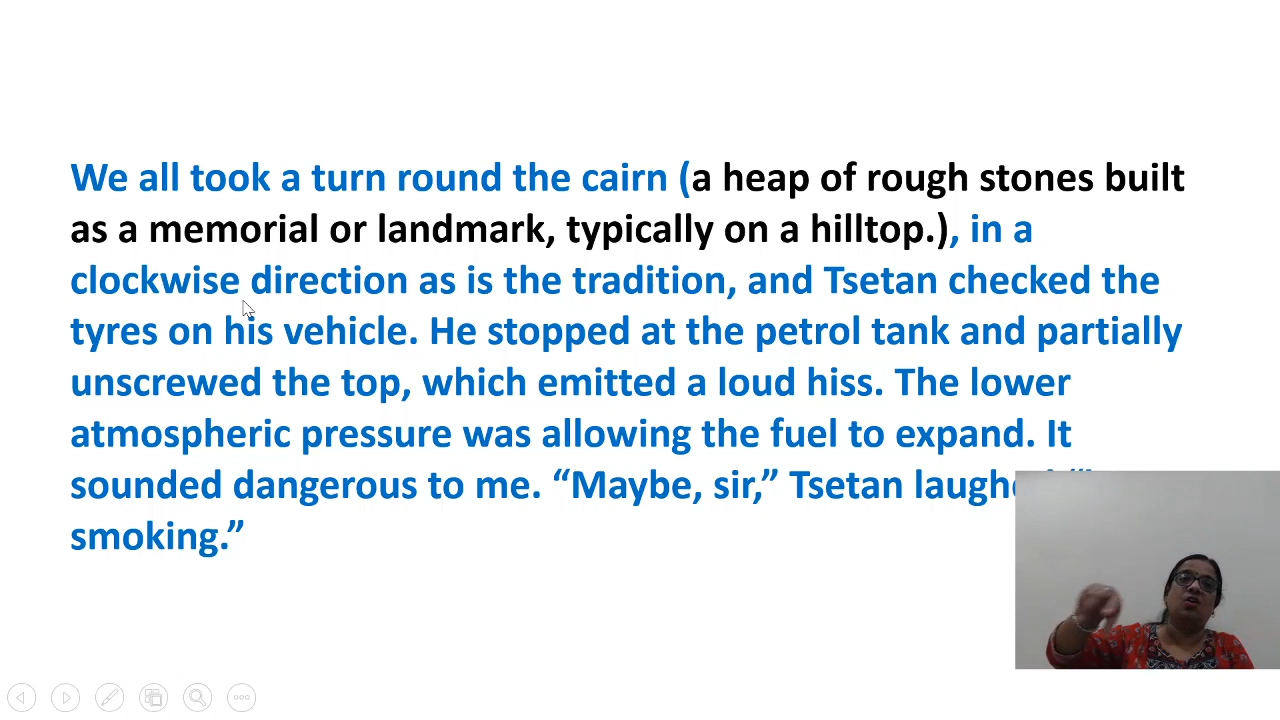 We all took a turn round the cairn (a heap of rough stones built
as a memorial or landmark, typically on a hilltop.), in a
clockwise direction as is the tradition, and Tsetan checked the
tyres on his vehicle. He stopped at the petrol tank and partially
unscrewed the top, which emitted a loud hiss. The lower
atmospheric pressure was allowing the fuel to expand. It
sounded dangerous to me. “Maybe, sir,” Tsetan
smoking.”